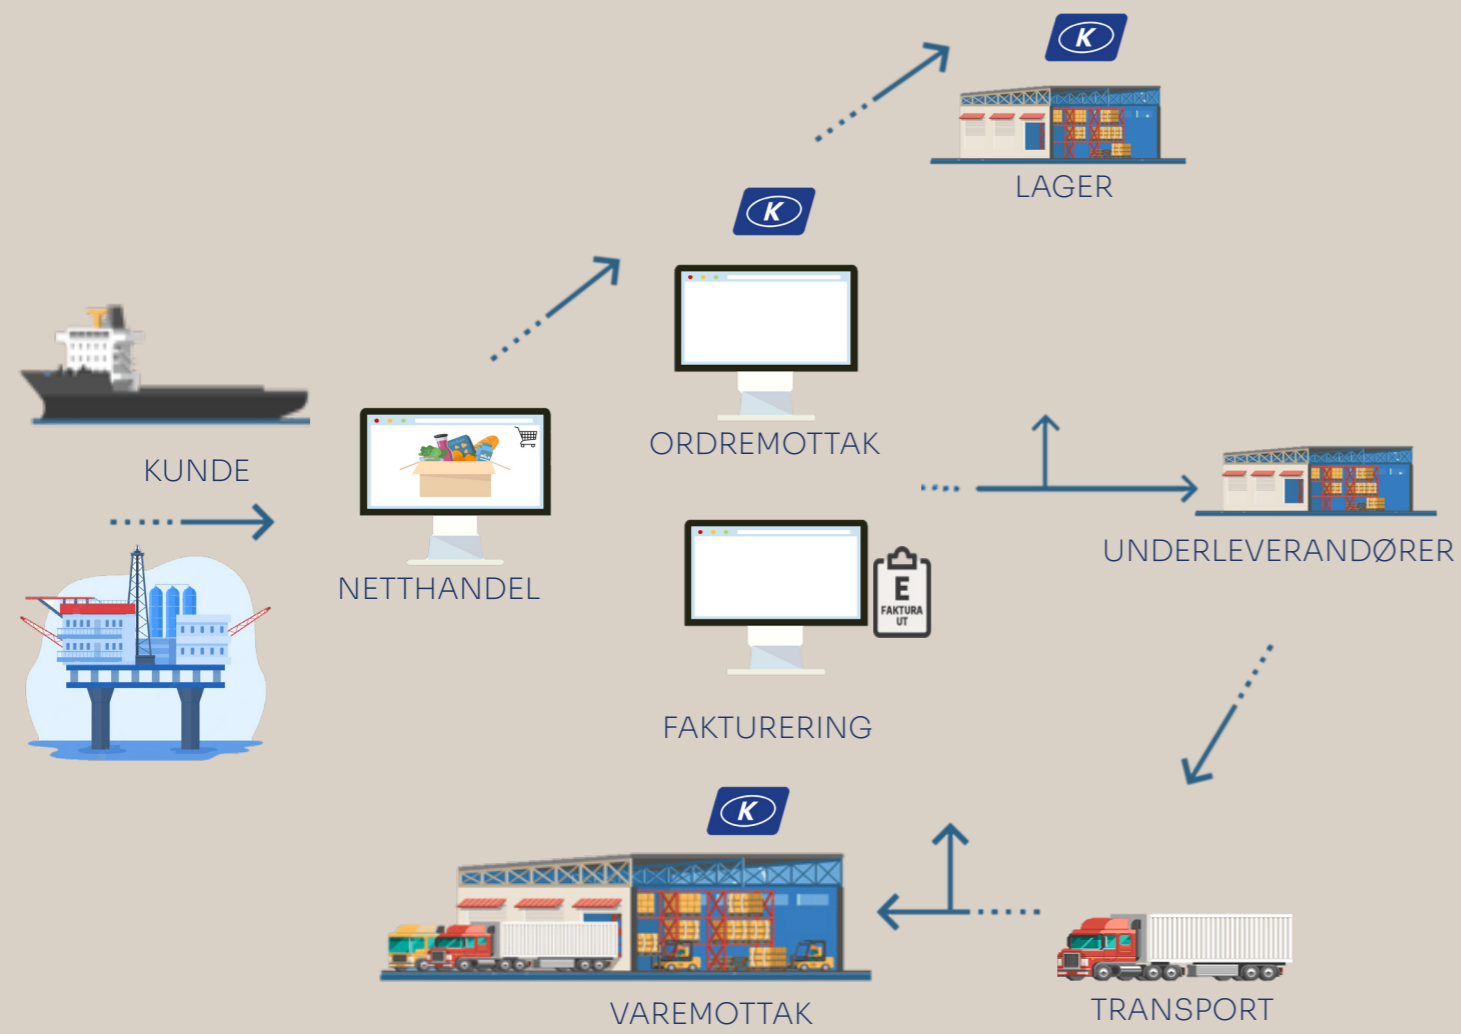 K
LAGER
K
ORDREMOTTAK
KUNDE
NETTHANDEL
UNDERLEVERANDØRER
E
FAKTURA
UT
FAKTURERING
K
VAREMOTTAK
TRANSPORT